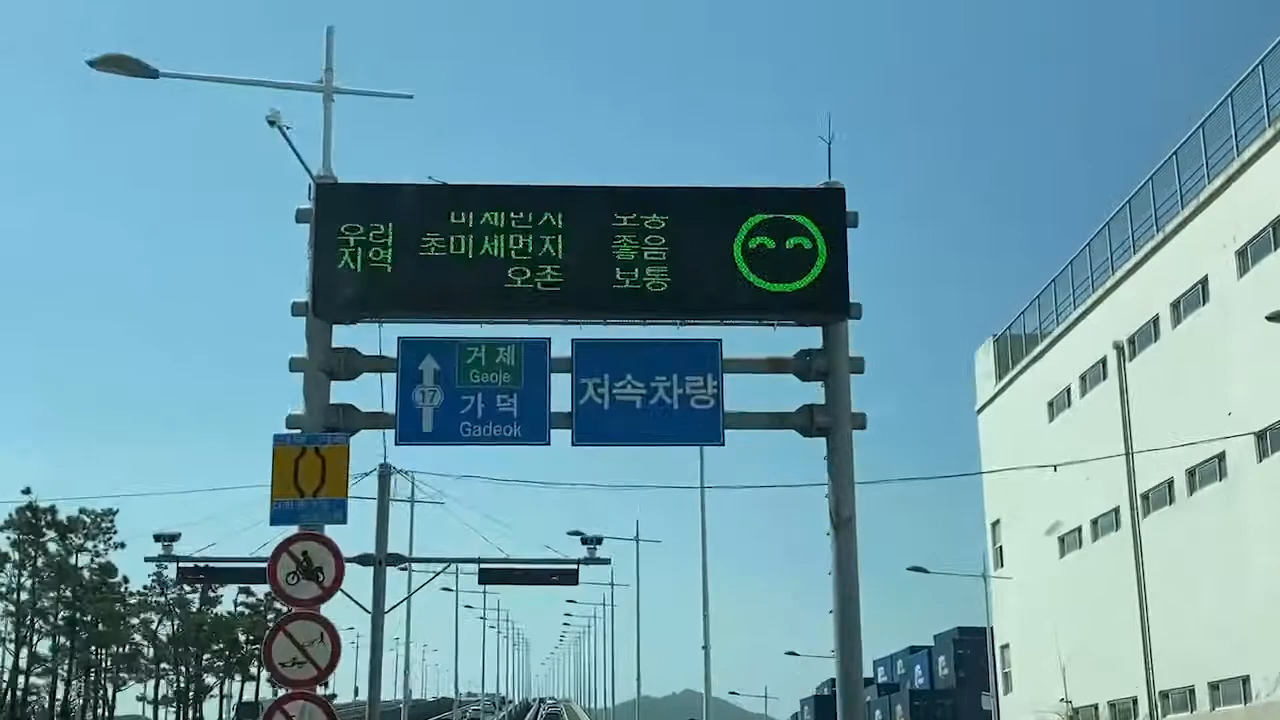 우리
지역
미세먼지 보통
초미세먼지 좋음
오존 보통
거제
Geoje
17
가덕
Gadeok
저속차량